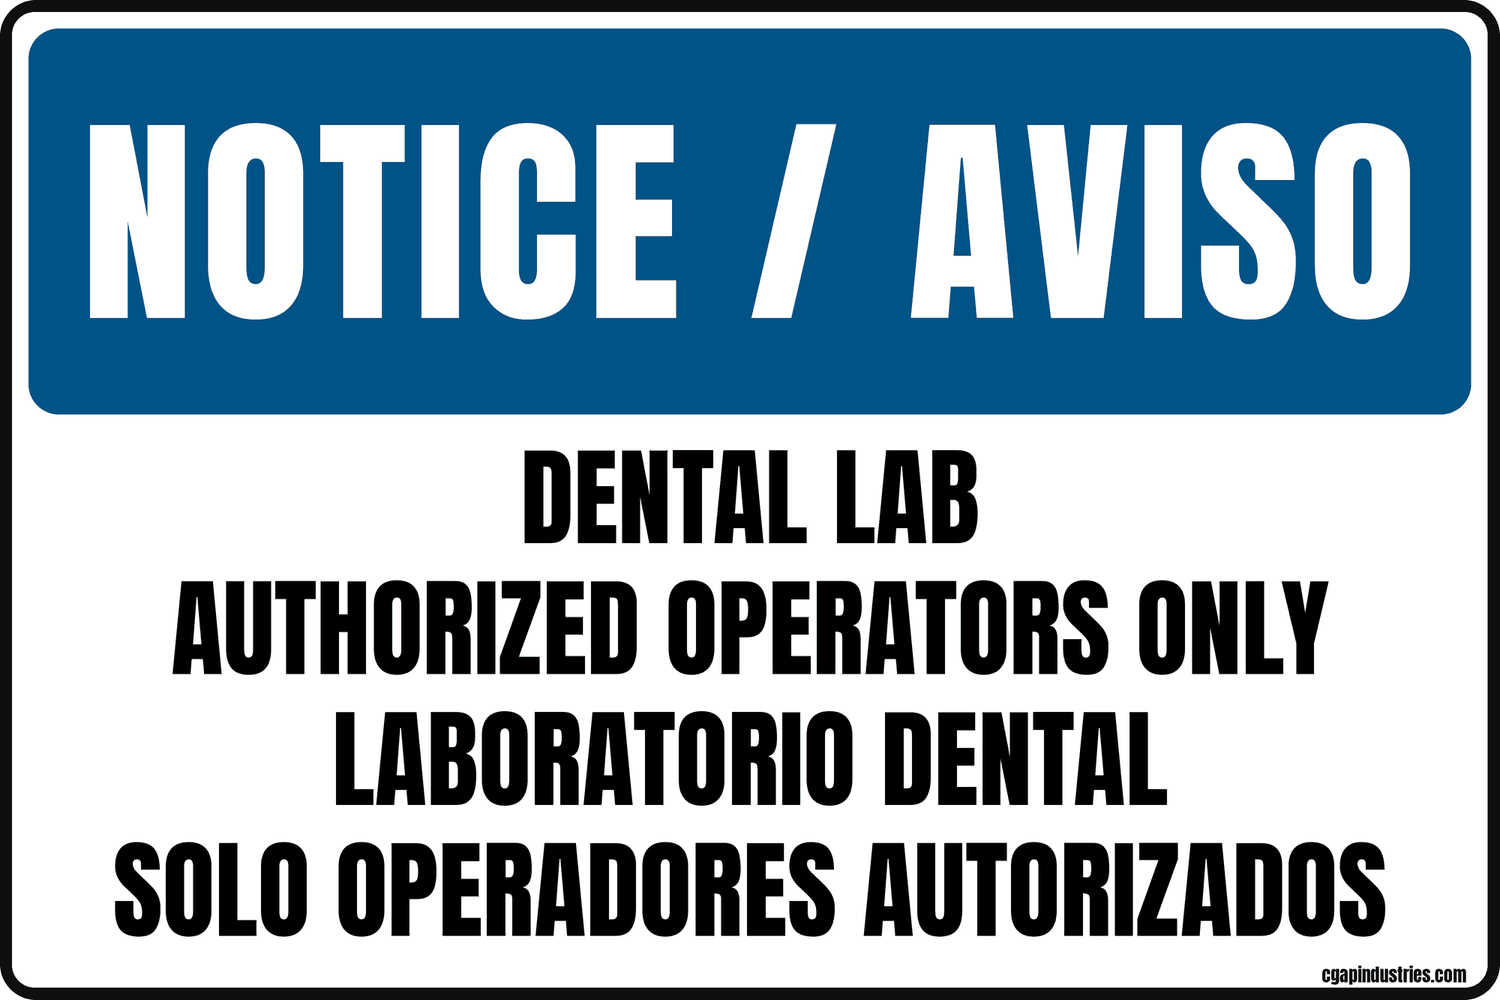 NOTICE / AVISO
DENTAL LAB
AUTHORIZED OPERATORS ONLY
LABORATORIO DENTAL
SOLO OPERADORES AUTORIZADOS
cgapindustries.com